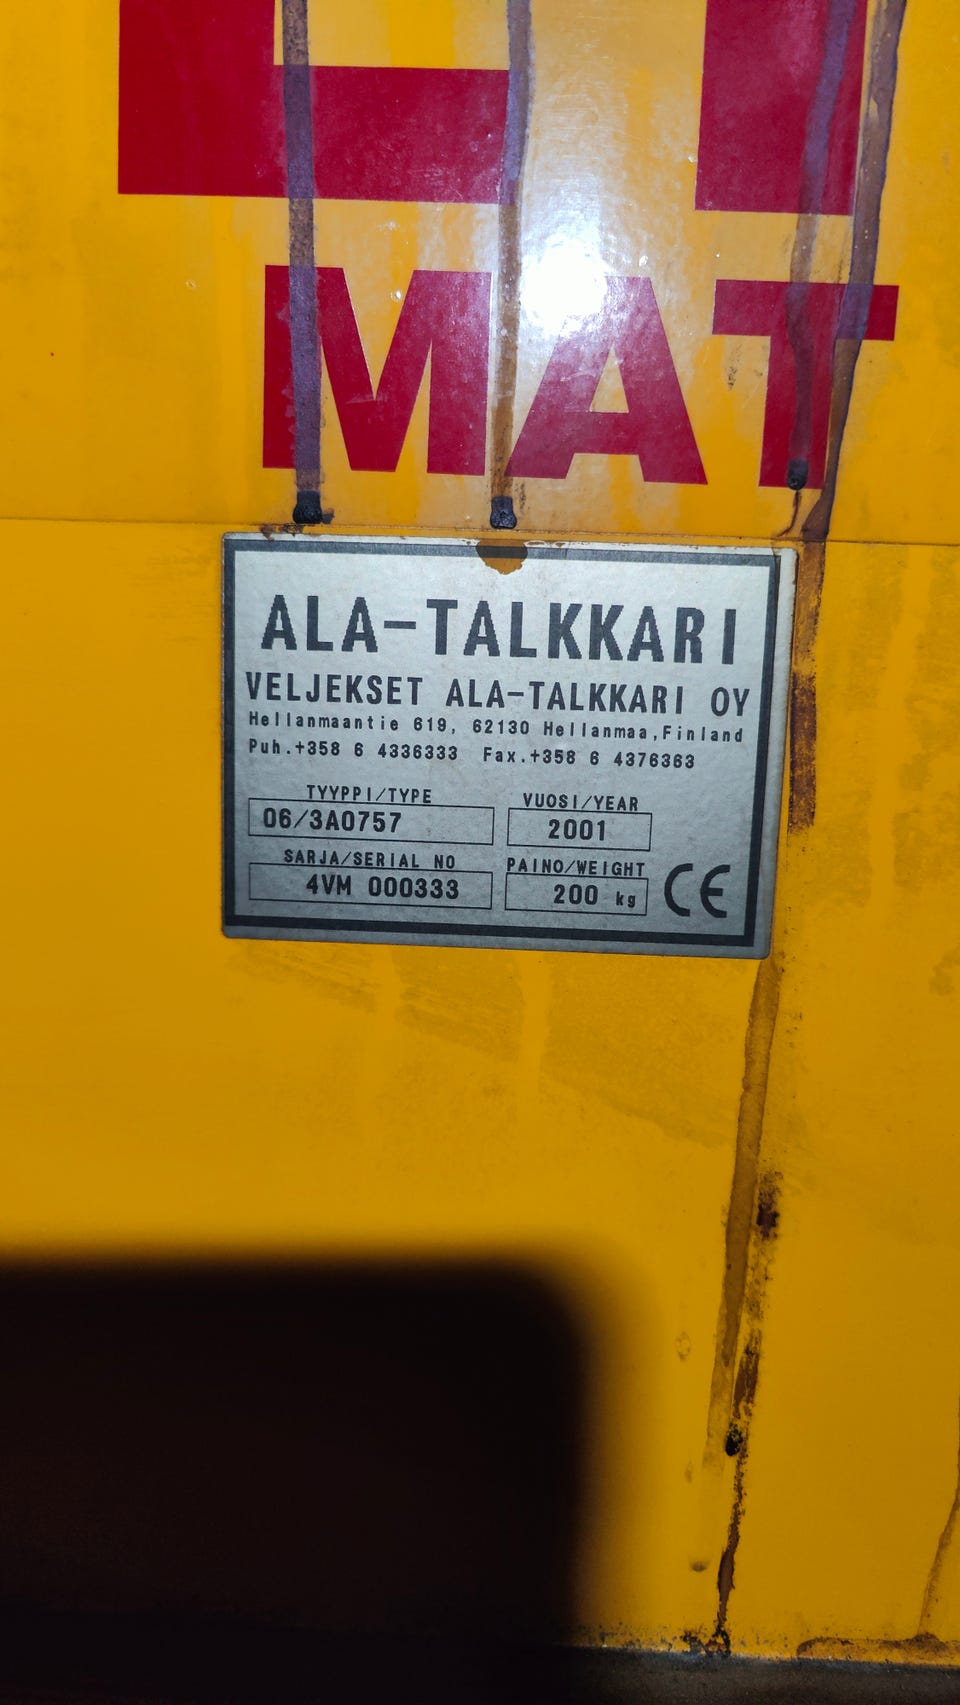 MAT
ALA-TALKKARI
VELJEKSET ALA-TALKKARI OY
Hellanmaantie 619, 62130 Hellanmaa, Finland
Puh.+358 6 4336333 Fax.+358 6 4376363
TYYPPI/TYPE VUOSI/YEAR
06/3A0757 2001
SARJA/SERIAL NO PAINO/WEIGHT
4VM 000333 200 kg CE